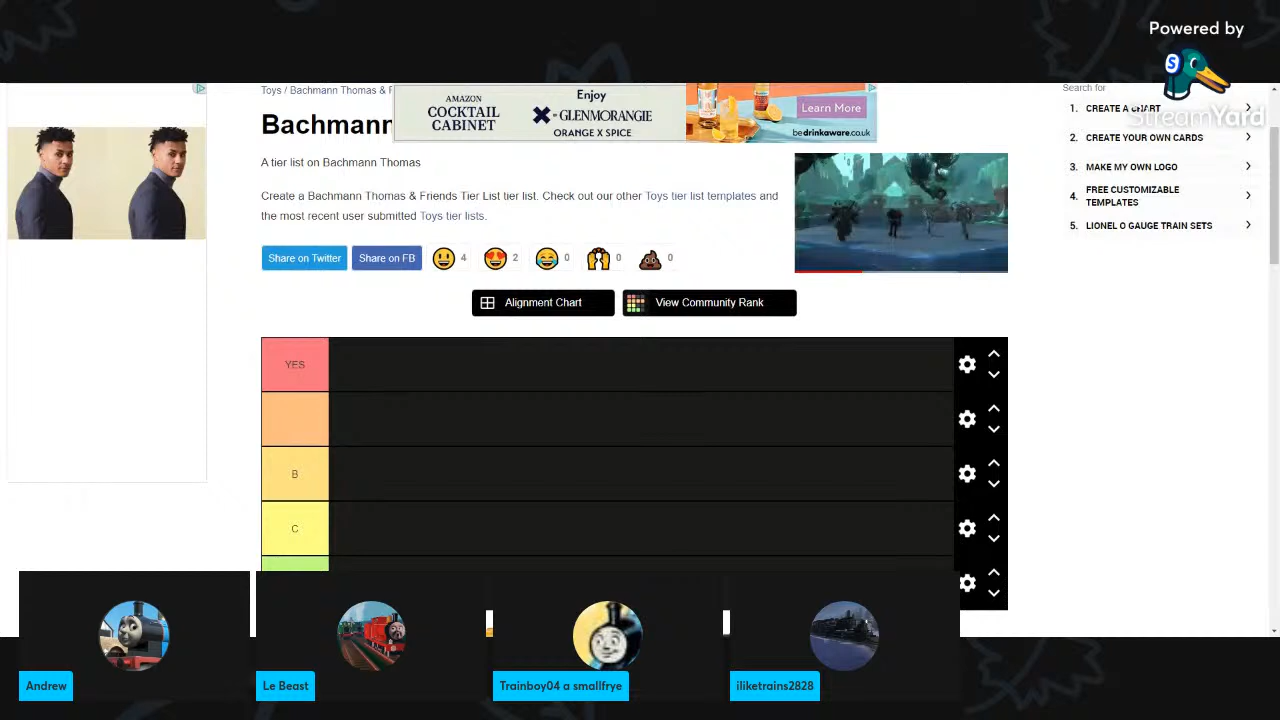 Powered by
StreamYard
Toys / Bachmann Thomas & F
Bachmann
AMAZON
COCKTAIL
CABINET
Enjoy
GLENMORANGIE
ORANGE X SPICE
Learn More
bedrinkaware.co.uk
Search for
1. CREATE A CHART
2. CREATE YOUR OWN CARDS
3. MAKE MY OWN LOGO
4. FREE CUSTOMIZABLE
TEMPLATES
5. LIONEL O GAUGE TRAIN SETS
A tier list on Bachmann Thomas
Create a Bachmann Thomas & Friends Tier List tier list. Check out our other Toys tier list templates and
the most recent user submitted Toys tier lists.
Share on Twitter
Share on FB
4
2
0
0
0
Alignment Chart
View Community Rank
YES
B
C
Andrew
Le Beast
Trainboy04 a smallfrye
iliketrains2828